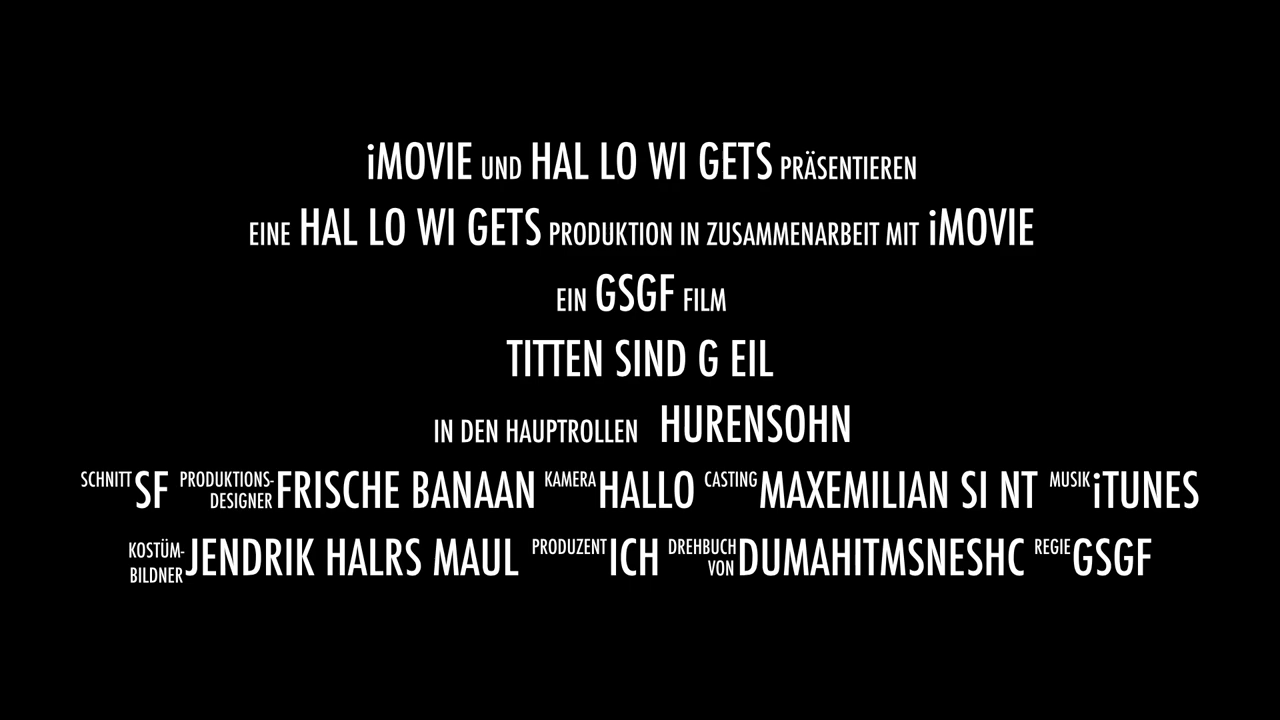 iMOVIE UND HAL LO WI GETS PRÄSENTIEREN
EINE HAL LO WI GETS PRODUKTION IN ZUSAMMENARBEIT MIT iMOVIE
EIN GSGF FILM
TITTEN SIND G EIL
IN DEN HAUPTROLLEN HURENSOHN
SCHNITT SF PRODUKTIONS-DESIGNER FRISCHE BANAAN KAMERA HALLO CASTING MAXEMILIAN SI NT MUSIK iTUNES
KOSTÜM-BILDNER JENDRIK HALRS MAUL PRODUZENT ICH DREHBUCH VON DUMAHITMSNESHC REGIE GSGF